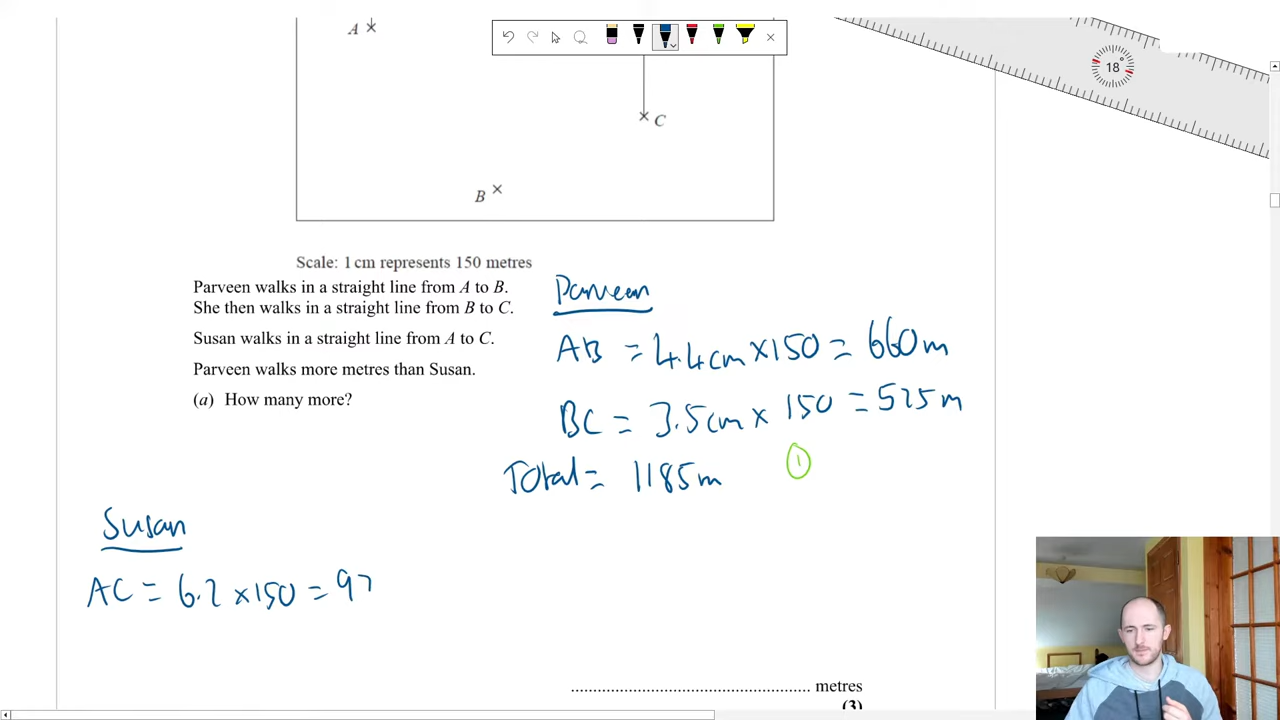 A
18°
C
B
Scale: 1 cm represents 150 metres
Parveen walks in a straight line from A to B.
She then walks in a straight line from B to C.
Susan walks in a straight line from A to C.
Parveen walks more metres than Susan.
(a) How many more?
Parveen
AB = 4.4cm × 150 = 660m
BC = 3.5cm × 150 = 525m
Total = 1185m
1
Susan
AC = 6.2 × 150 = 93
.................................................... metres
(3)